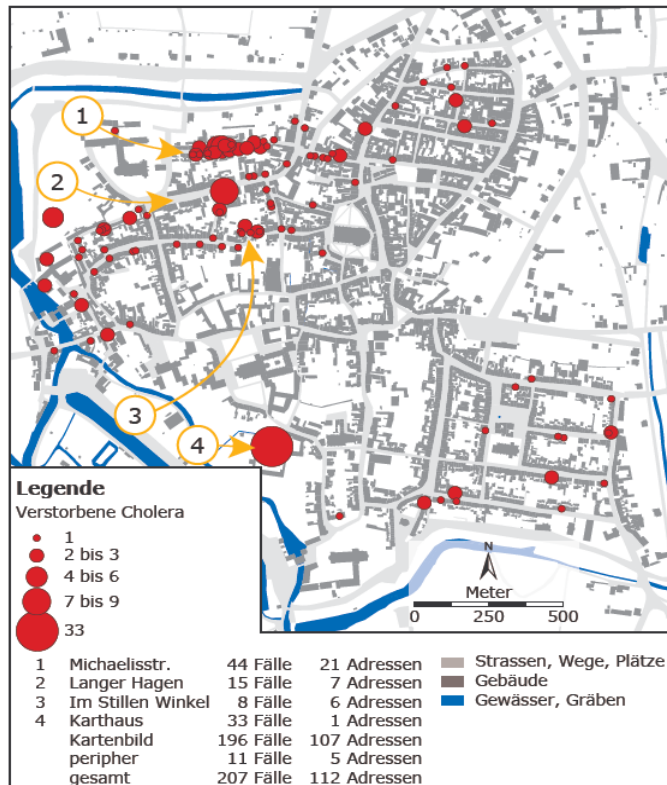 1
2
3
4
Legende
Verstorbene Cholera
1
2 bis 3
4 bis 6
7 bis 9
33
N
Meter
0 250 500
1 Michaelisstr. 44 Fälle 21 Adressen
2 Langer Hagen 15 Fälle 7 Adressen
3 Im Stillen Winkel 8 Fälle 6 Adressen
4 Karthaus 33 Fälle 1 Adressen
Kartenbild 196 Fälle 107 Adressen
peripher 11 Fälle 5 Adressen
gesamt 207 Fälle 112 Adressen
Strassen, Wege, Plätze
Gebäude
Gewässer, Gräben